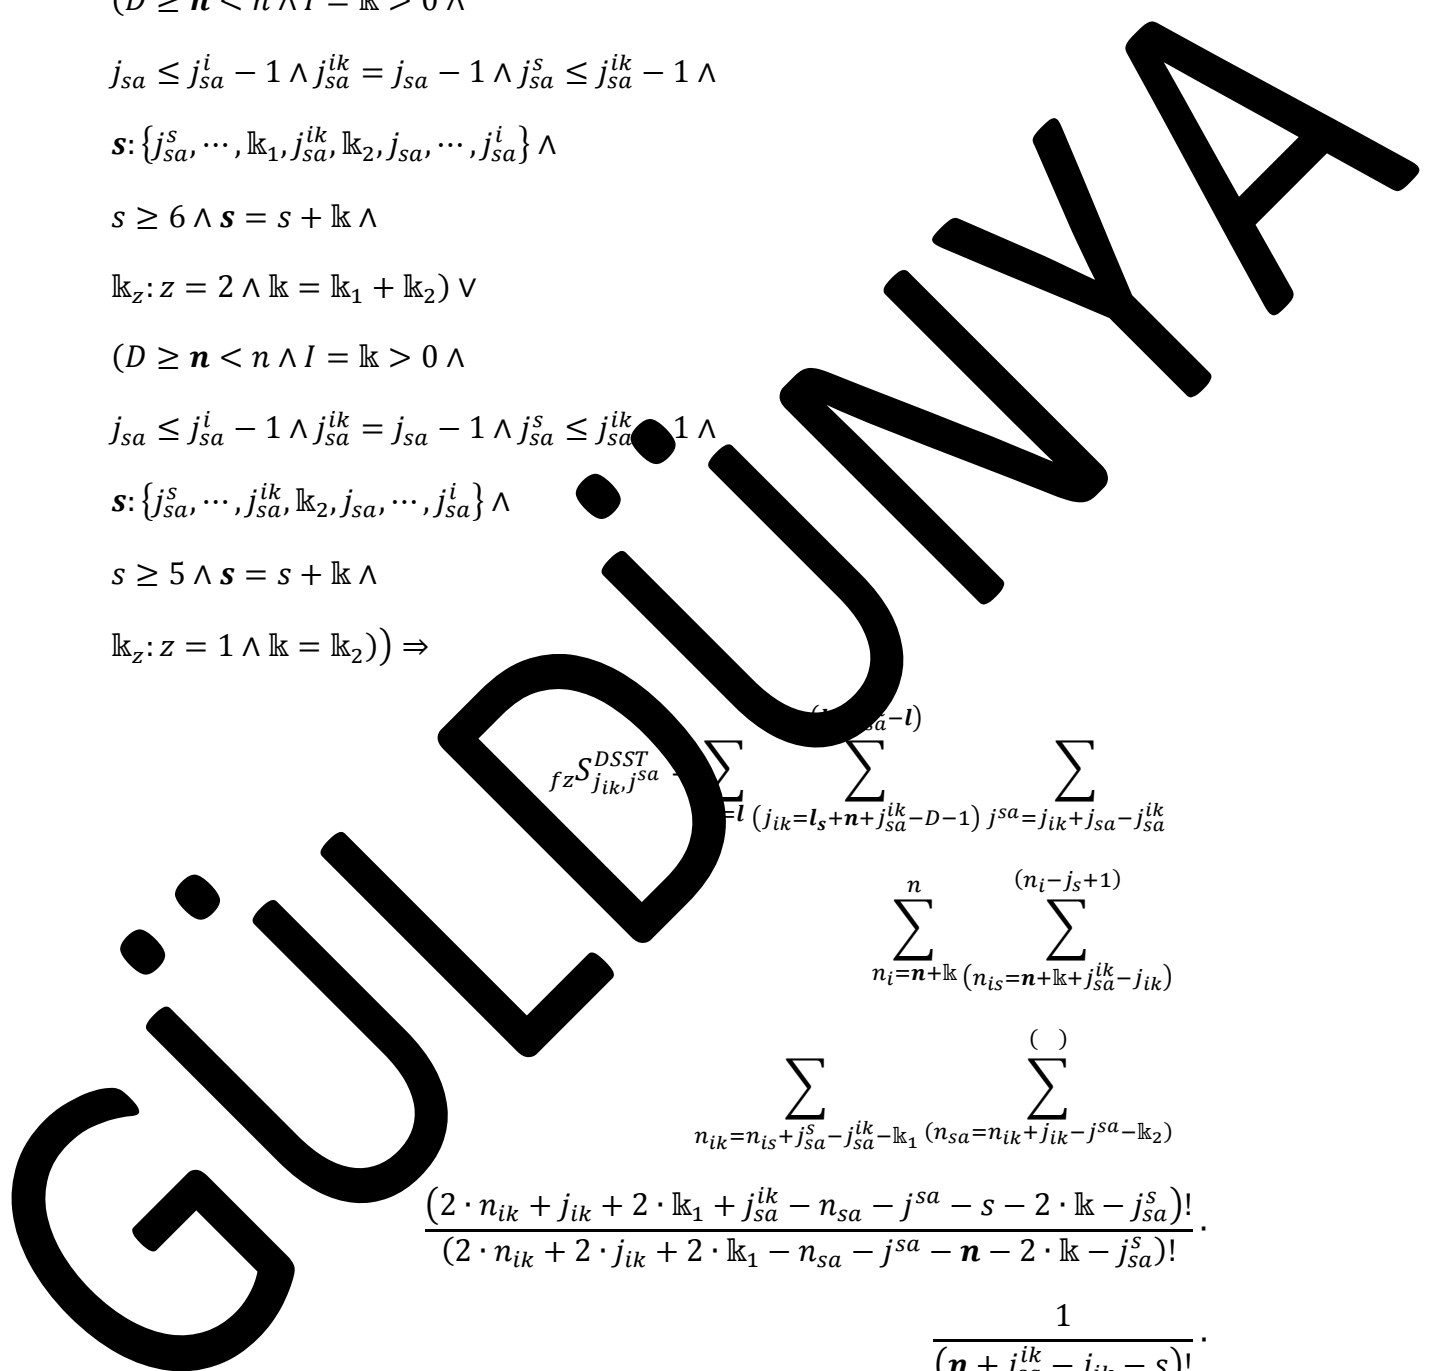 (D ≥ n < n ∧ I = 𝕜 > 0 ∧
j_{sa} ≤ j_{sa}^{i} − 1 ∧ j_{sa}^{ik} = j_{sa} − 1 ∧ j_{sa}^{s} ≤ j_{sa}^{ik} − 1 ∧
s: {j_{sa}^{s}, ⋯, 𝕜_1, j_{sa}^{ik}, 𝕜_2, j_{sa}, ⋯, j_{sa}^{i}} ∧
s ≥ 6 ∧ s = s + 𝕜 ∧
𝕜_z: z = 2 ∧ 𝕜 = 𝕜_1 + 𝕜_2) ∨
(D ≥ n < n ∧ I = 𝕜 > 0 ∧
j_{sa} ≤ j_{sa}^{i} − 1 ∧ j_{sa}^{ik} = j_{sa} − 1 ∧ j_{sa}^{s} ≤ j_{sa}^{ik} 1 ∧
s: {j_{sa}^{s}, ⋯, j_{sa}^{ik}, 𝕜_2, j_{sa}, ⋯, j_{sa}^{i}} ∧
s ≥ 5 ∧ s = s + 𝕜 ∧
𝕜_z: z = 1 ∧ 𝕜 = 𝕜_2)) ⇒
_{fz}S_{j_{ik}, j^{sa}}^{DSST} ∑_{=l} ∑_{(j_{ik}=l_s+n+j_{sa}^{ik}−D−1)}^{−l)} ∑_{j^{sa}=j_{ik}+j_{sa}−j_{sa}^{ik}}
∑_{n_i=n+𝕜}^{n} ∑_{(n_{is}=n+𝕜+j_{sa}^{ik}−j_{ik})}^{(n_i−j_s+1)}
∑_{n_{ik}=n_{is}+j_{sa}^{s}−j_{sa}^{ik}−𝕜_1} ∑_{(n_{sa}=n_{ik}+j_{ik}−j^{sa}−𝕜_2)}^{( )}
(2 · n_{ik} + j_{ik} + 2 · 𝕜_1 + j_{sa}^{ik} − n_{sa} − j^{sa} − s − 2 · 𝕜 − j_{sa}^{s})! ·
(2 · n_{ik} + 2 · j_{ik} + 2 · 𝕜_1 − n_{sa} − j^{sa} − n − 2 · 𝕜 − j_{sa}^{s})!
1 ·
(n + j_{sa}^{ik} − j_{ik} − s)!
GÜLDÜNYA